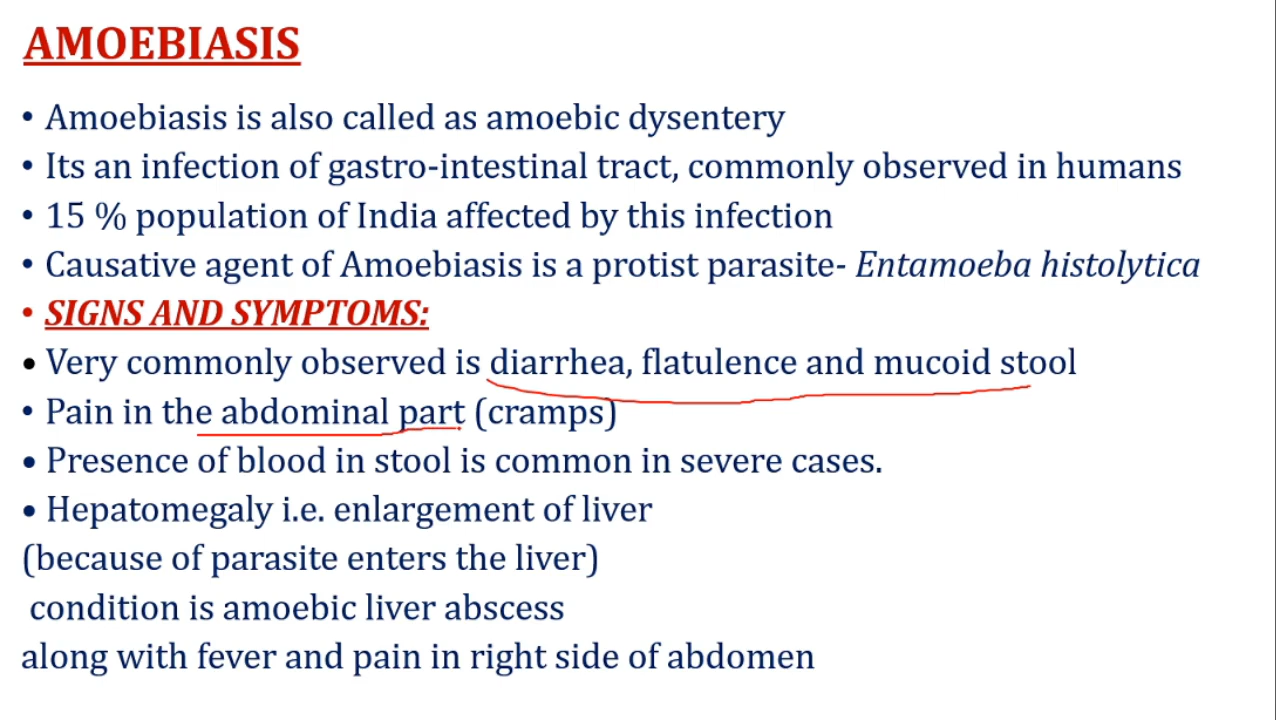 AMOEBIASIS
• Amoebiasis is also called as amoebic dysentery
• Its an infection of gastro-intestinal tract, commonly observed in humans
• 15 % population of India affected by this infection
• Causative agent of Amoebiasis is a protist parasite- Entamoeba histolytica
• SIGNS AND SYMPTOMS:
• Very commonly observed is diarrhea, flatulence and mucoid stool
• Pain in the abdominal part (cramps)
• Presence of blood in stool is common in severe cases.
• Hepatomegaly i.e. enlargement of liver
(because of parasite enters the liver)
condition is amoebic liver abscess
along with fever and pain in right side of abdomen